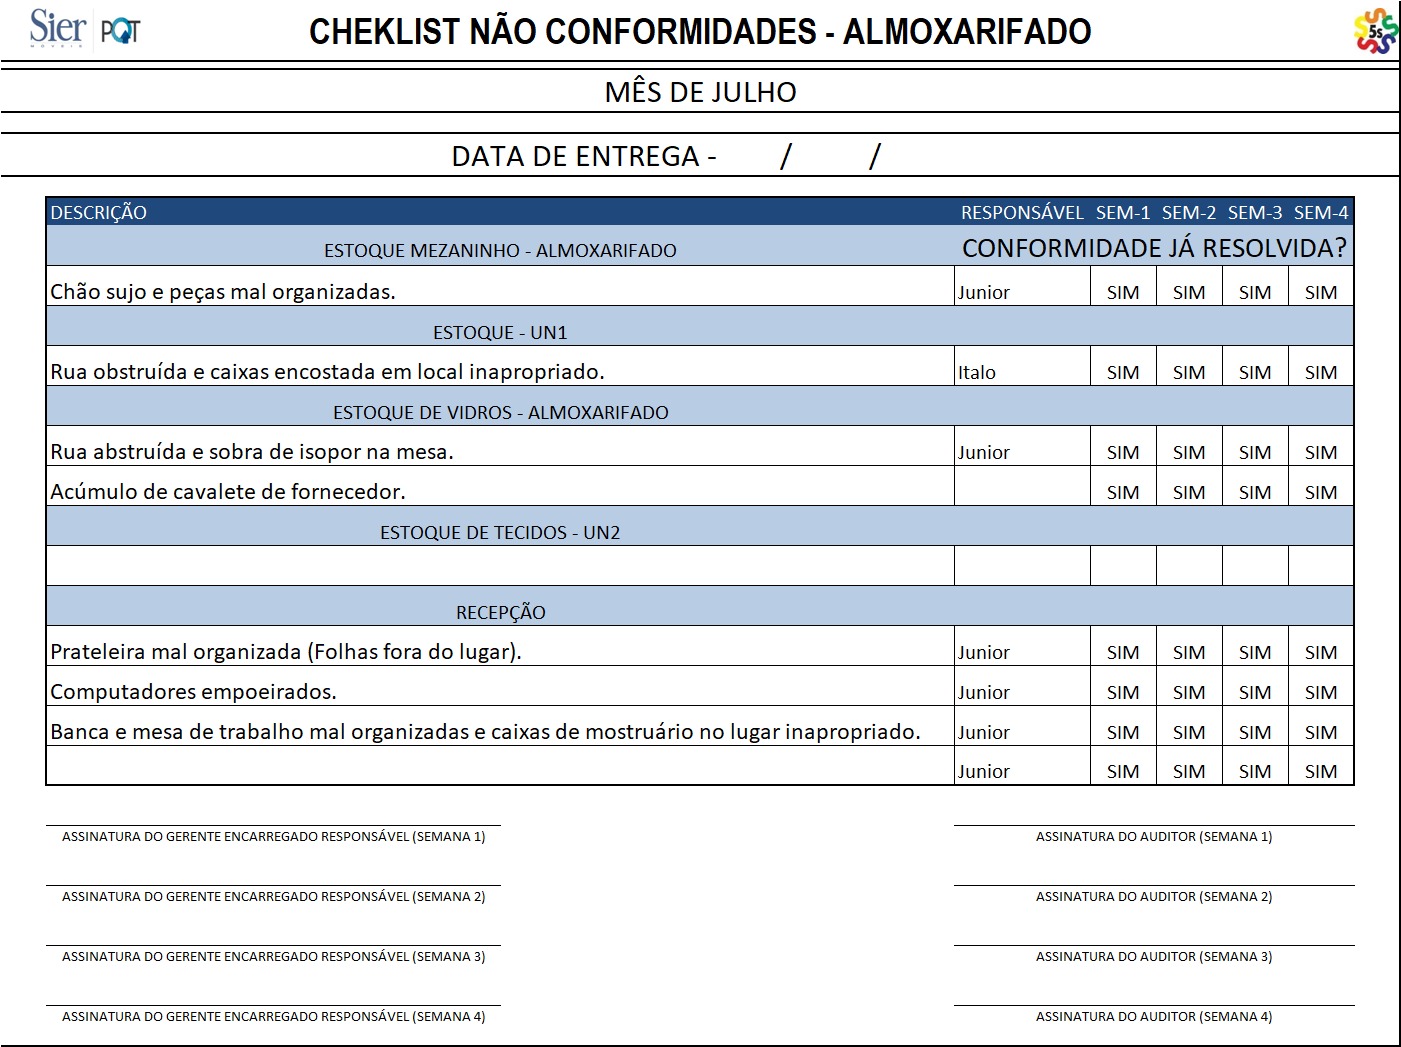 Sier
MÓVEIS
PQT
CHEKLIST NÃO CONFORMIDADES - ALMOXARIFADO
5s
MÊS DE JULHO
DATA DE ENTREGA - / /
DESCRIÇÃO RESPONSÁVEL SEM-1 SEM-2 SEM-3 SEM-4
ESTOQUE MEZANINHO - ALMOXARIFADO CONFORMIDADE JÁ RESOLVIDA?
Chão sujo e peças mal organizadas. Junior SIM SIM SIM SIM
ESTOQUE - UN1
Rua obstruída e caixas encostada em local inapropriado. Italo SIM SIM SIM SIM
ESTOQUE DE VIDROS - ALMOXARIFADO
Rua abstruída e sobra de isopor na mesa. Junior SIM SIM SIM SIM
Acúmulo de cavalete de fornecedor. SIM SIM SIM SIM
ESTOQUE DE TECIDOS - UN2
RECEPÇÃO
Prateleira mal organizada (Folhas fora do lugar). Junior SIM SIM SIM SIM
Computadores empoeirados. Junior SIM SIM SIM SIM
Banca e mesa de trabalho mal organizadas e caixas de mostruário no lugar inapropriado. Junior SIM SIM SIM SIM
Junior SIM SIM SIM SIM
ASSINATURA DO GERENTE ENCARREGADO RESPONSÁVEL (SEMANA 1) ASSINATURA DO AUDITOR (SEMANA 1)
ASSINATURA DO GERENTE ENCARREGADO RESPONSÁVEL (SEMANA 2) ASSINATURA DO AUDITOR (SEMANA 2)
ASSINATURA DO GERENTE ENCARREGADO RESPONSÁVEL (SEMANA 3) ASSINATURA DO AUDITOR (SEMANA 3)
ASSINATURA DO GERENTE ENCARREGADO RESPONSÁVEL (SEMANA 4) ASSINATURA DO AUDITOR (SEMANA 4)